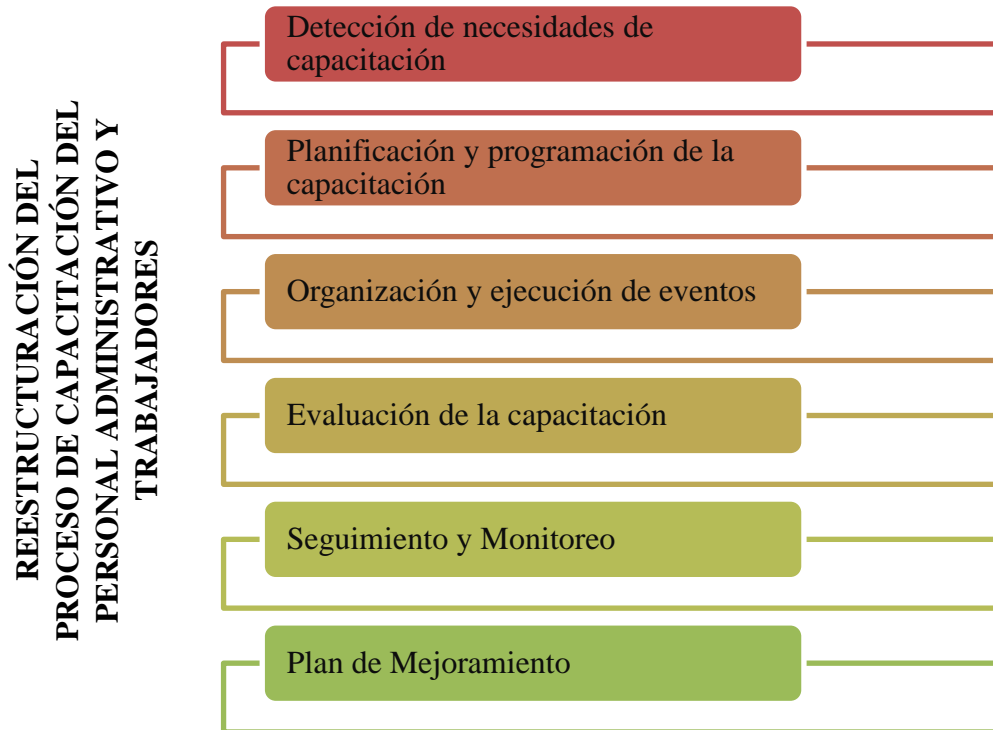 REESTRUCTURACIÓN DEL
PROCESO DE CAPACITACIÓN DEL
PERSONAL ADMINISTRATIVO Y
TRABAJADORES
Detección de necesidades de
capacitación
Planificación y programación de la
capacitación
Organización y ejecución de eventos
Evaluación de la capacitación
Seguimiento y Monitoreo
Plan de Mejoramiento